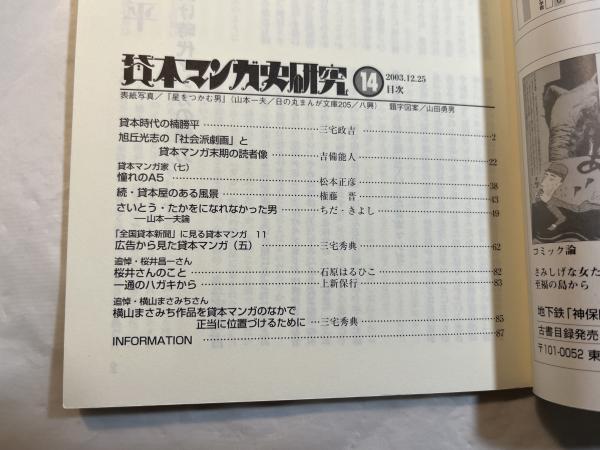 貸本マンガ史研究 14 2003.12.25
目次
表紙写真/「星をつかむ男」(山本一夫/日の丸まんが文庫205/八興) 題字図案/山田勇男
貸本時代の楠勝平 三宅政吉 2
旭丘光志の「社会派劇画」と
貸本マンガ末期の読者像 吉備能人 22
貸本マンガ家(七)
憧れのA5 松本正彦 38
続・貸本屋のある風景 権藤 晋 43
さいとう・たかをになれなかった男 ちだ・きよし 49
—山本一夫論
「全国貸本新聞」に見る貸本マンガ 11
広告から見た貸本マンガ(五) 三宅秀典 62
追悼・桜井昌一さん
桜井さんのこと 石原はるひこ 82
一通のハガキから 上新保行 83
追悼・横山まさみちさん
横山まさみち作品を貸本マンガのなかで
正当に位置づけるために 三宅秀典 85
INFORMATION 87
コミック論
さみしげな女た
至福の島から
地下鉄「神保
古書目録発売
〒101-0052 東